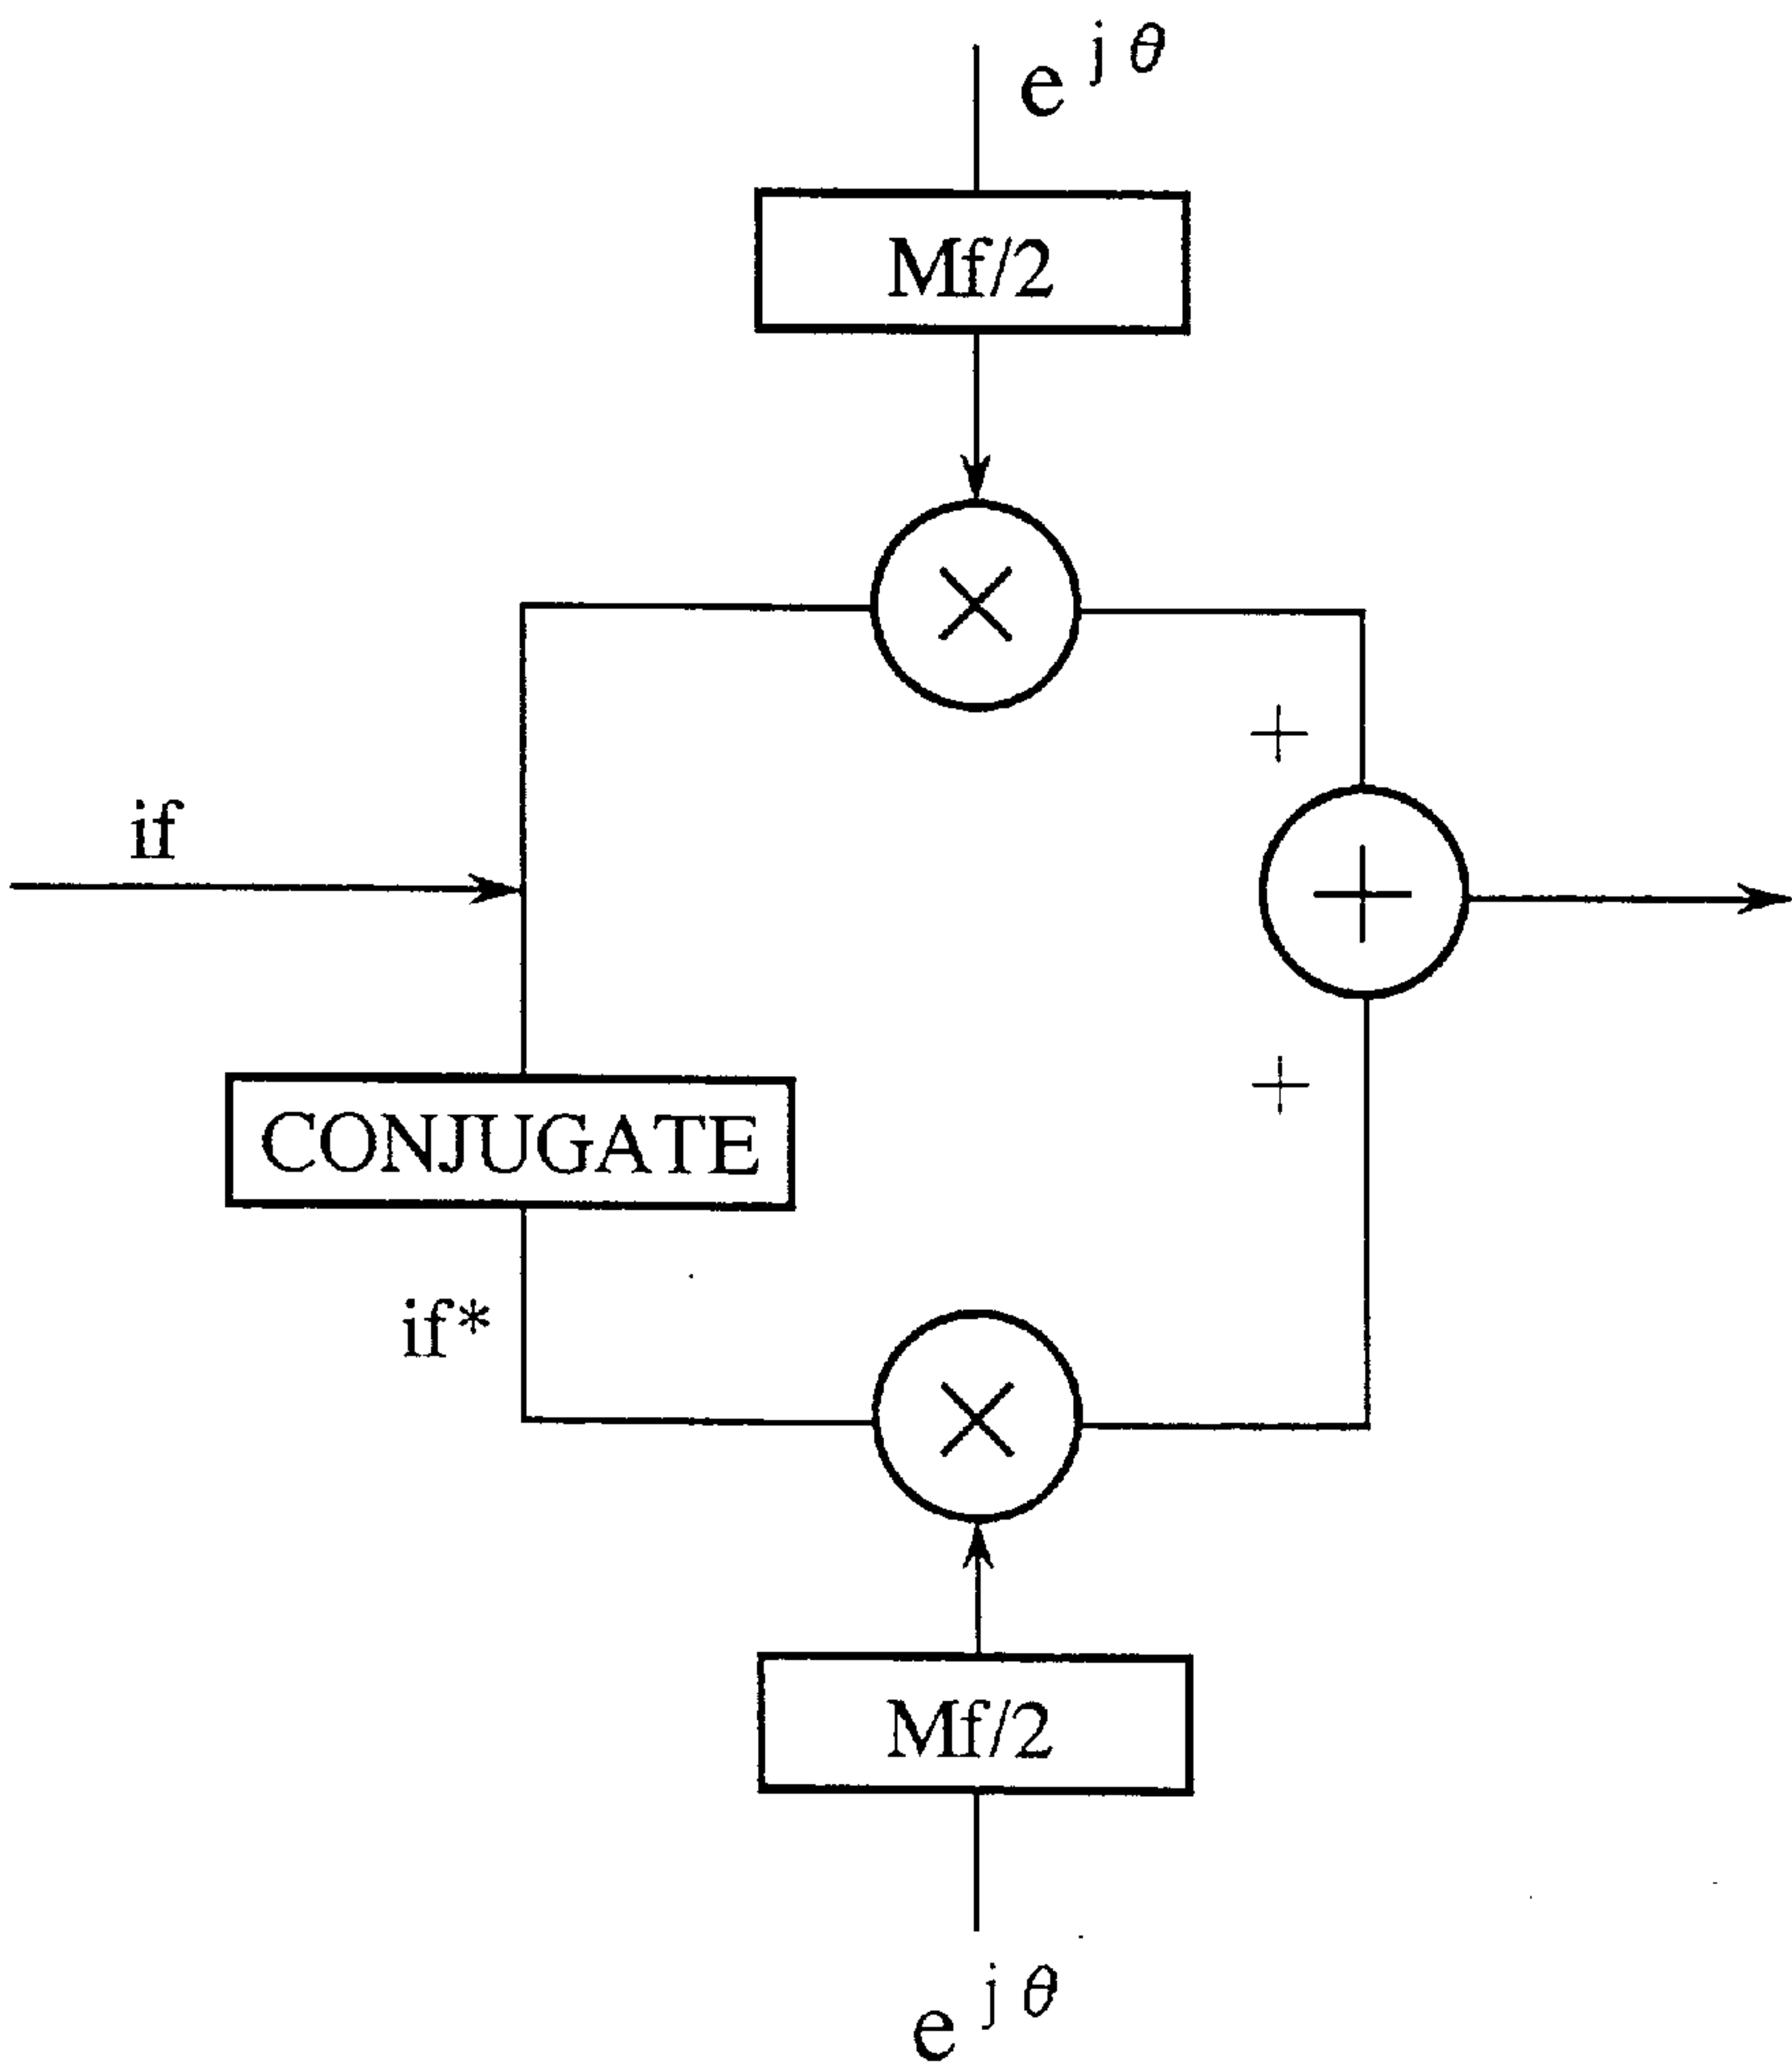 e^{jθ}
Mf/2
×
+
if
+
CONJUGATE
+
if*
×
Mf/2
e^{jθ}